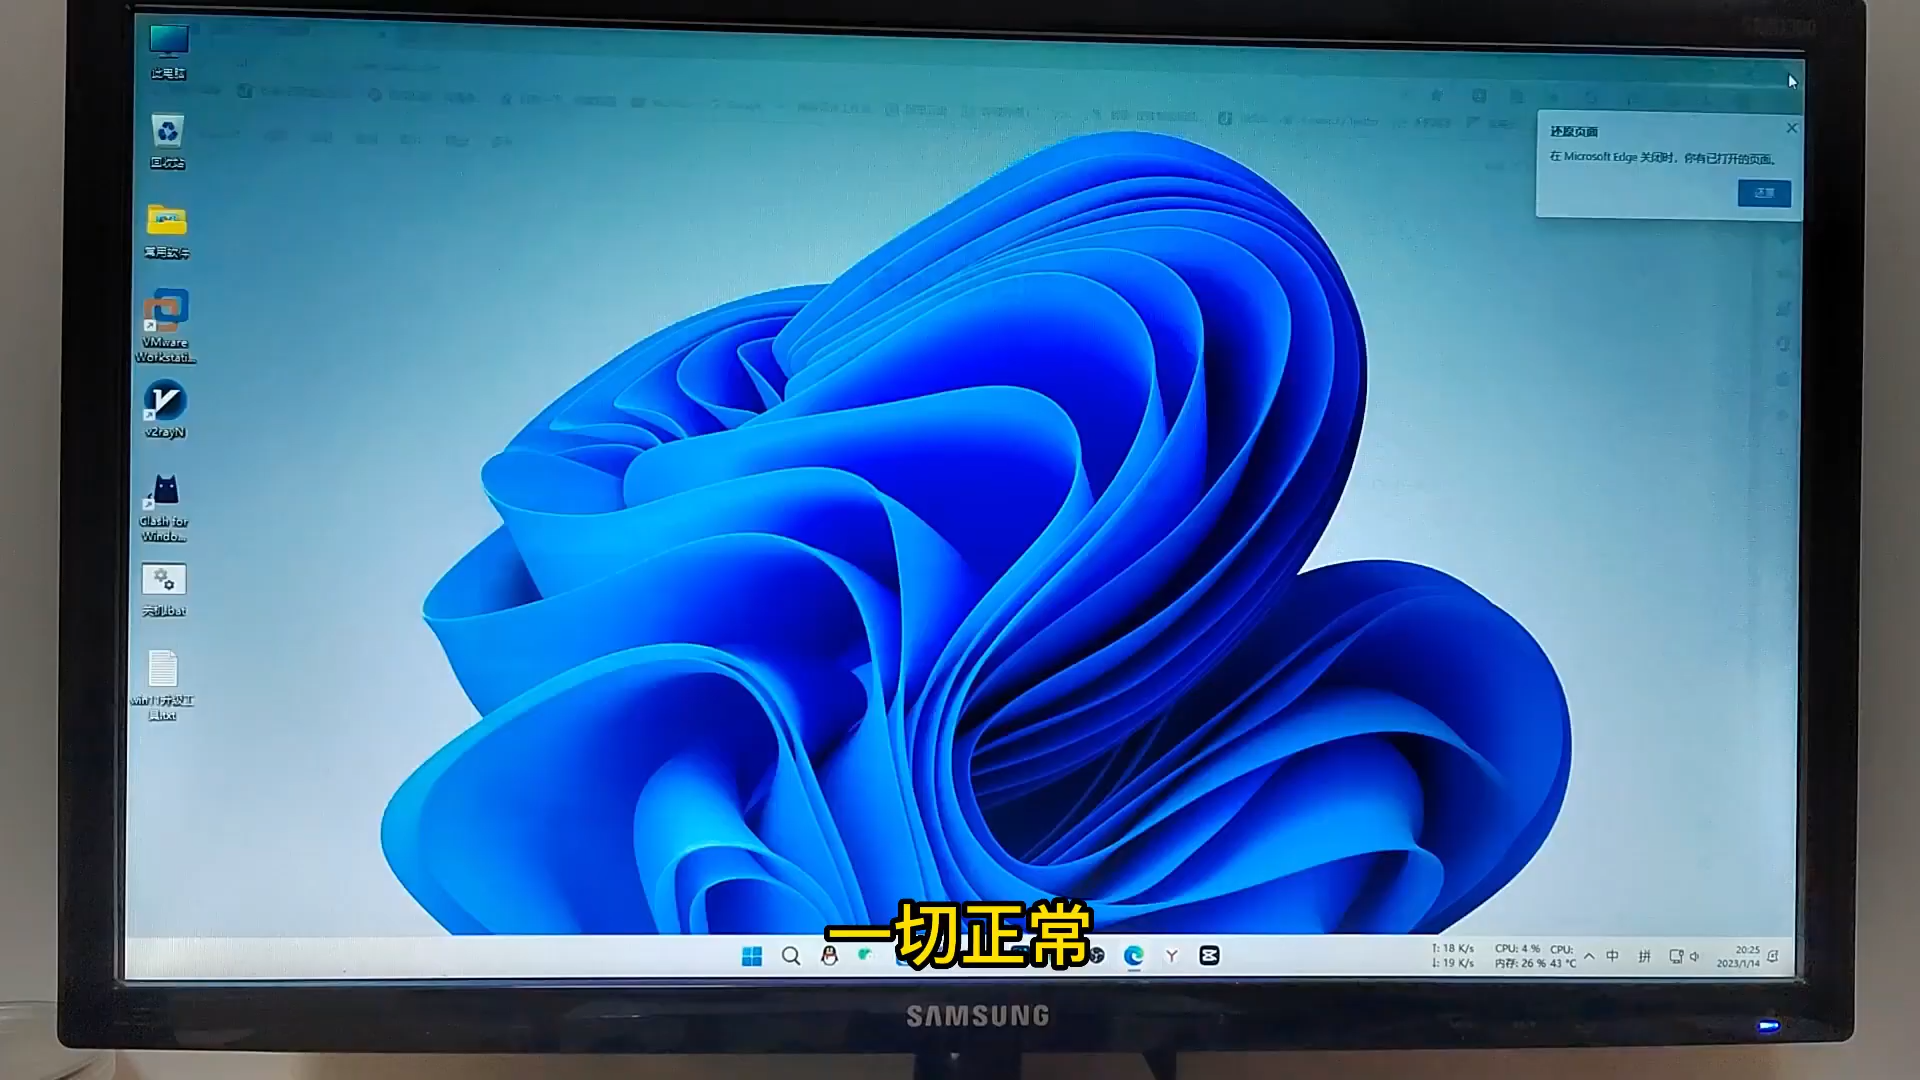 此电脑
回收站
常用软件
VMware
Workstati...
v2rayN
Clash for
Windo...
关机.bat
win11升级工
具.txt
还原页面
在 Microsoft Edge 关闭时，你有已打开的页面。
还原
一切正常
↑: 18 K/s
↓: 19 K/s
CPU: 4 % CPU:
内存: 26 % 43 °C
中
拼
20:25
2023/1/14
SAMSUNG